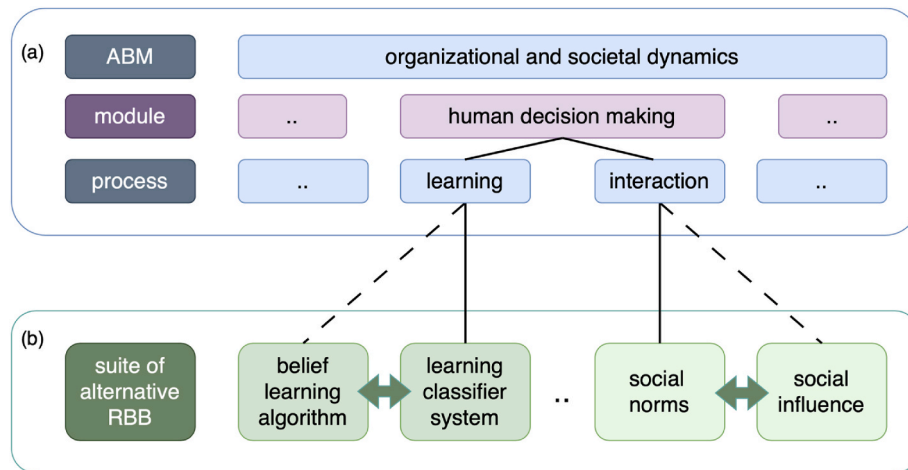 (a)
ABM
organizational and societal dynamics
module
..
human decision making
..
process
..
learning
interaction
..
(b)
suite of
alternative
RBB
belief
learning
algorithm
learning
classifier
system
..
social
norms
social
influence